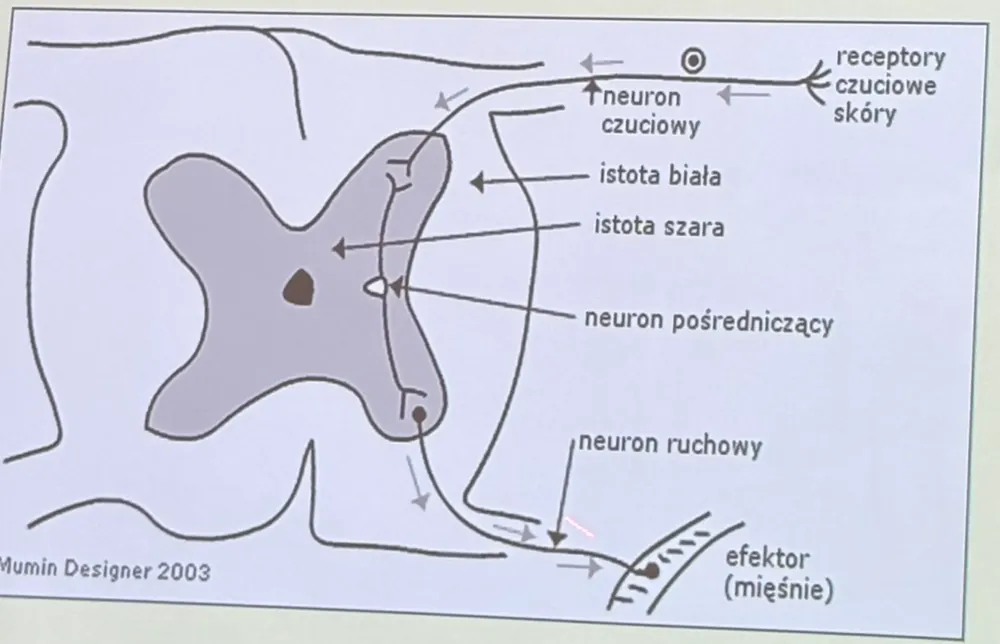 receptory
czuciowe
skóry
neuron
czuciowy
istota biała
istota szara
neuron pośredniczący
neuron ruchowy
efektor
(mięśnie)
Mumin Designer 2003